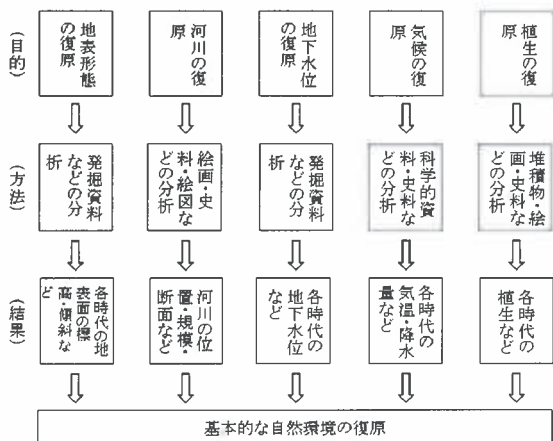 (目的)
地表形態
の復原
河川の復
原
地下水位
の復原
気候の復
原
植生の復
原
(方法)
発掘資料
などの分
析
絵画・史
料・絵図な
どの分析
発掘資料
などの分
析
科学的資
料・史料な
どの分析
堆積物・絵
画・史料な
どの分析
(結果)
各時代の地
表面の標
高・傾斜な
ど
河川の位
置・規模・
断面など
各時代の
地下水位
など
各時代の
気温・降水
量など
各時代の
植生など
基本的な自然環境の復原